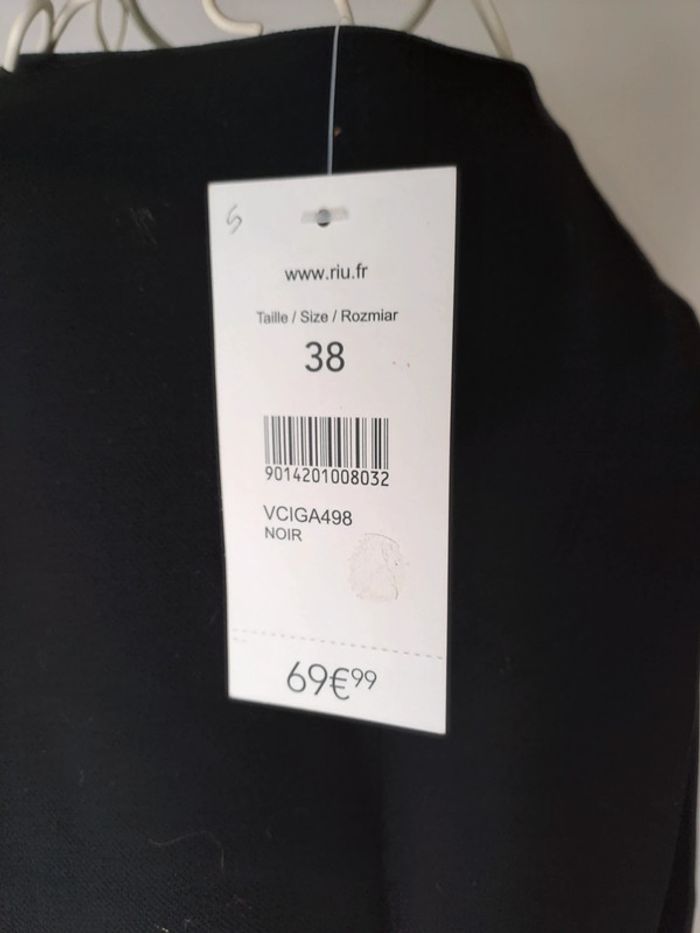 www.riu.fr
Taille / Size / Rozmiar
38
9014201008032
VCIGA498
NOIR
69€99